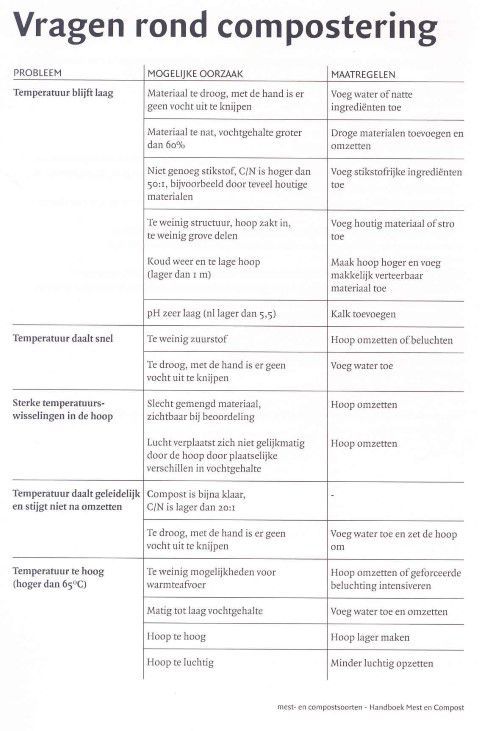 Vragen rond compostering
PROBLEEM MOGELIJKE OORZAAK MAATREGELEN
Temperatuur blijft laag Materiaal te droog, met de hand is er Voeg water of natte
geen vocht uit te knijpen ingrediënten toe
Materiaal te nat, vochtgehalte groter Droge materialen toevoegen en
dan 60% omzetten
Niet genoeg stikstof, C/N is hoger dan Voeg stikstofrijke ingrediënten
50:1, bijvoorbeeld door teveel houtige toe
materialen
Te weinig structuur, hoop zakt in, Voeg houtig materiaal of stro
te weinig grove delen toe
Koud weer en te lage hoop Maak hoop hoger en voeg
(lager dan 1 m) makkelijk verteerbaar
materiaal toe
pH zeer laag (nl lager dan 5,5) Kalk toevoegen
Temperatuur daalt snel Te weinig zuurstof Hoop omzetten of beluchten
Te droog, met de hand is er geen Voeg water toe
vocht uit te knijpen
Sterke temperatuurs- Slecht gemengd materiaal, Hoop omzetten
wisselingen in de hoop zichtbaar bij beoordeling
Lucht verplaatst zich niet gelijkmatig Hoop omzetten
door de hoop door plaatselijke
verschillen in vochtgehalte
Temperatuur daalt geleidelijk Compost is bijna klaar, -
en stijgt niet na omzetten C/N is lager dan 20:1
Te droog, met de hand is er geen Voeg water toe en zet de hoop
vocht uit te knijpen om
Temperatuur te hoog Te weinig mogelijkheden voor Hoop omzetten of geforceerde
(hoger dan 65°C) warmteafvoer beluchting intensiveren
Matig tot laag vochtgehalte Voeg water toe en omzetten
Hoop te hoog Hoop lager maken
Hoop te luchtig Minder luchtig opzetten
mest- en compostsoorten - Handboek Mest en Compost